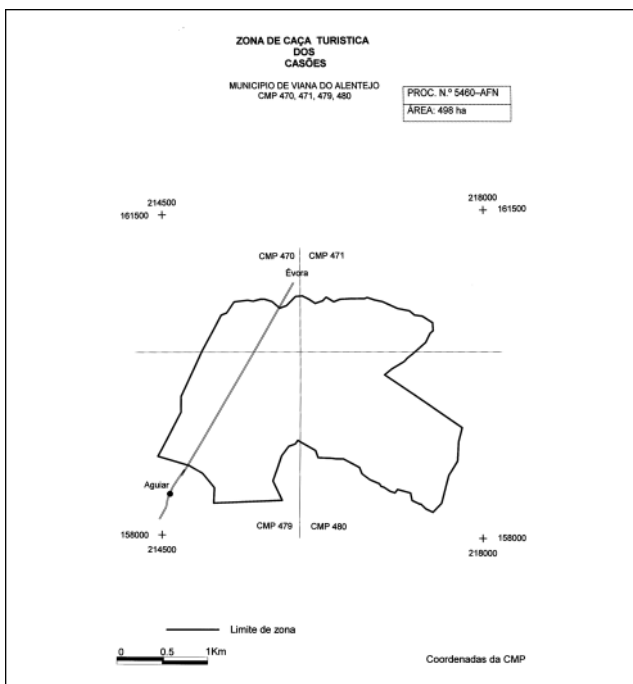 ZONA DE CAÇA TURISTICA
DOS
CASÕES
MUNICIPIO DE VIANA DO ALENTEJO
CMP 470, 471, 479, 480
PROC. N.º 5460–AFN
ÁREA: 498 ha
214500
161500
218000
161500
CMP 470
CMP 471
Évora
Aguiar
CMP 479
CMP 480
158000
214500
158000
218000
Limite de zona
0 0.5 1Km
Coordenadas da CMP